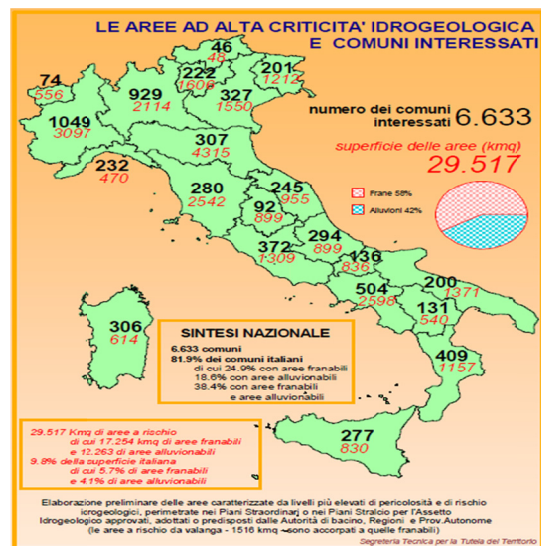 LE AREE AD ALTA CRITICITA' IDROGEOLOGICA
E COMUNI INTERESSATI
46
48
74
556
222
1606
201
1212
929
2114
327
1550
1049
3097
numero dei comuni
interessati 6.633
superficie delle aree (kmq)
29.517
307
4315
232
470
280
2542
245
955
92
899
Frane 58%
Alluvioni 42%
294
899
372
1309
136
836
504
2598
200
1371
131
540
306
614
409
1157
277
830
SINTESI NAZIONALE
6.633 comuni
81.9% dei comuni italiani
di cui 24.9% con aree franabili
18.6% con aree alluvionabili
38.4% con aree franabili
e aree alluvionabili
29.517 Kmq di aree a rischio
di cui 17.254 kmq di aree franabili
e 12.263 di aree alluvionabili
9.8% della superficie italiana
di cui 5.7% di aree franabili
e 4.1% di aree alluvionabili
Elaborazione preliminare delle aree caratterizzate da livelli più elevati di pericolosità e di rischio
idrogeologici, perimetrate nei Piani Straordinarj o nei Piani Stralcio per l'Assetto
Idrogeologico approvati, adottati o predisposti dalle Autorità di bacino, Regioni e Prov.Autonome
(le aree a rischio da valanga - 1516 kmq - sono accorpati a quelle franabili)
Segreteria Tecnica per la Tutela del Territorio